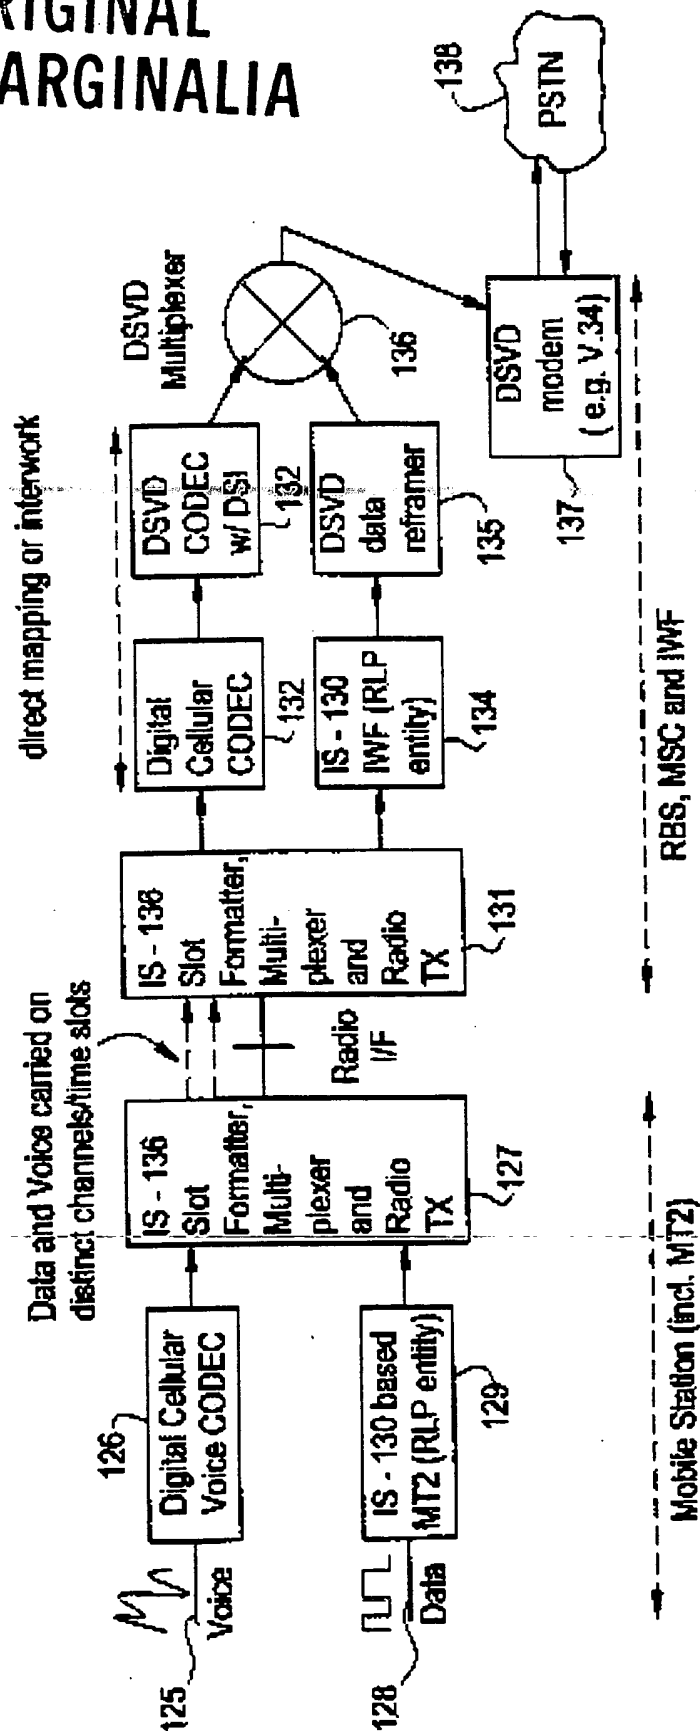 RIGINAL
ARGINALIA
125
Voice
126
Digital Cellular
Voice CODEC
128
Data
IS - 130 based
MT2 (RLP entity)
129
Mobile Station (incl. MT2)
Data and Voice carried on
distinct channels/time slots
IS - 136
Slot
Formatter,
Multi-
plexer
and
Radio
TX
127
Radio
I/F
IS - 136
Slot
Formatter,
Multi-
plexer
and
Radio
TX
131
direct mapping or interwork
Digital
Cellular
CODEC
132
IS - 130
IWF (RLP
entity)
134
DSVD
CODEC
w/ DSI
132
DSVD
data
reframer
135
DSVD
Multiplexer
136
DSVD
modem
(e.g. V.34)
137
138
PSTN
RBS, MSC and IWF